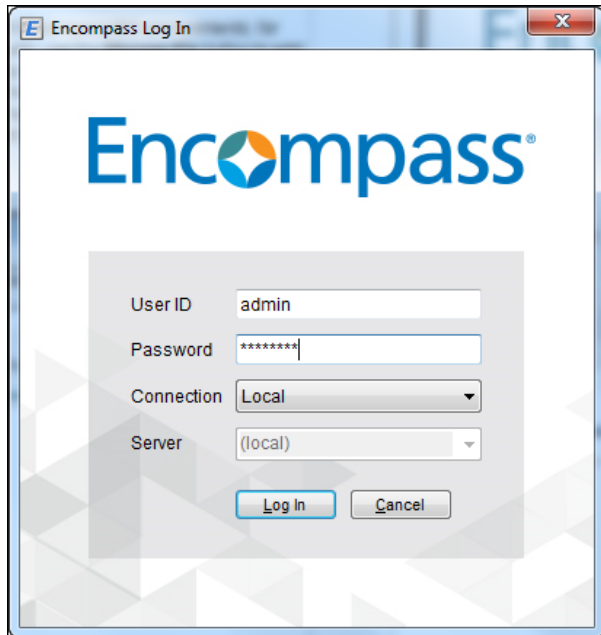 Encompass Log In
Encompass®
User ID admin
Password ********
Connection Local
Server (local)
Log In Cancel